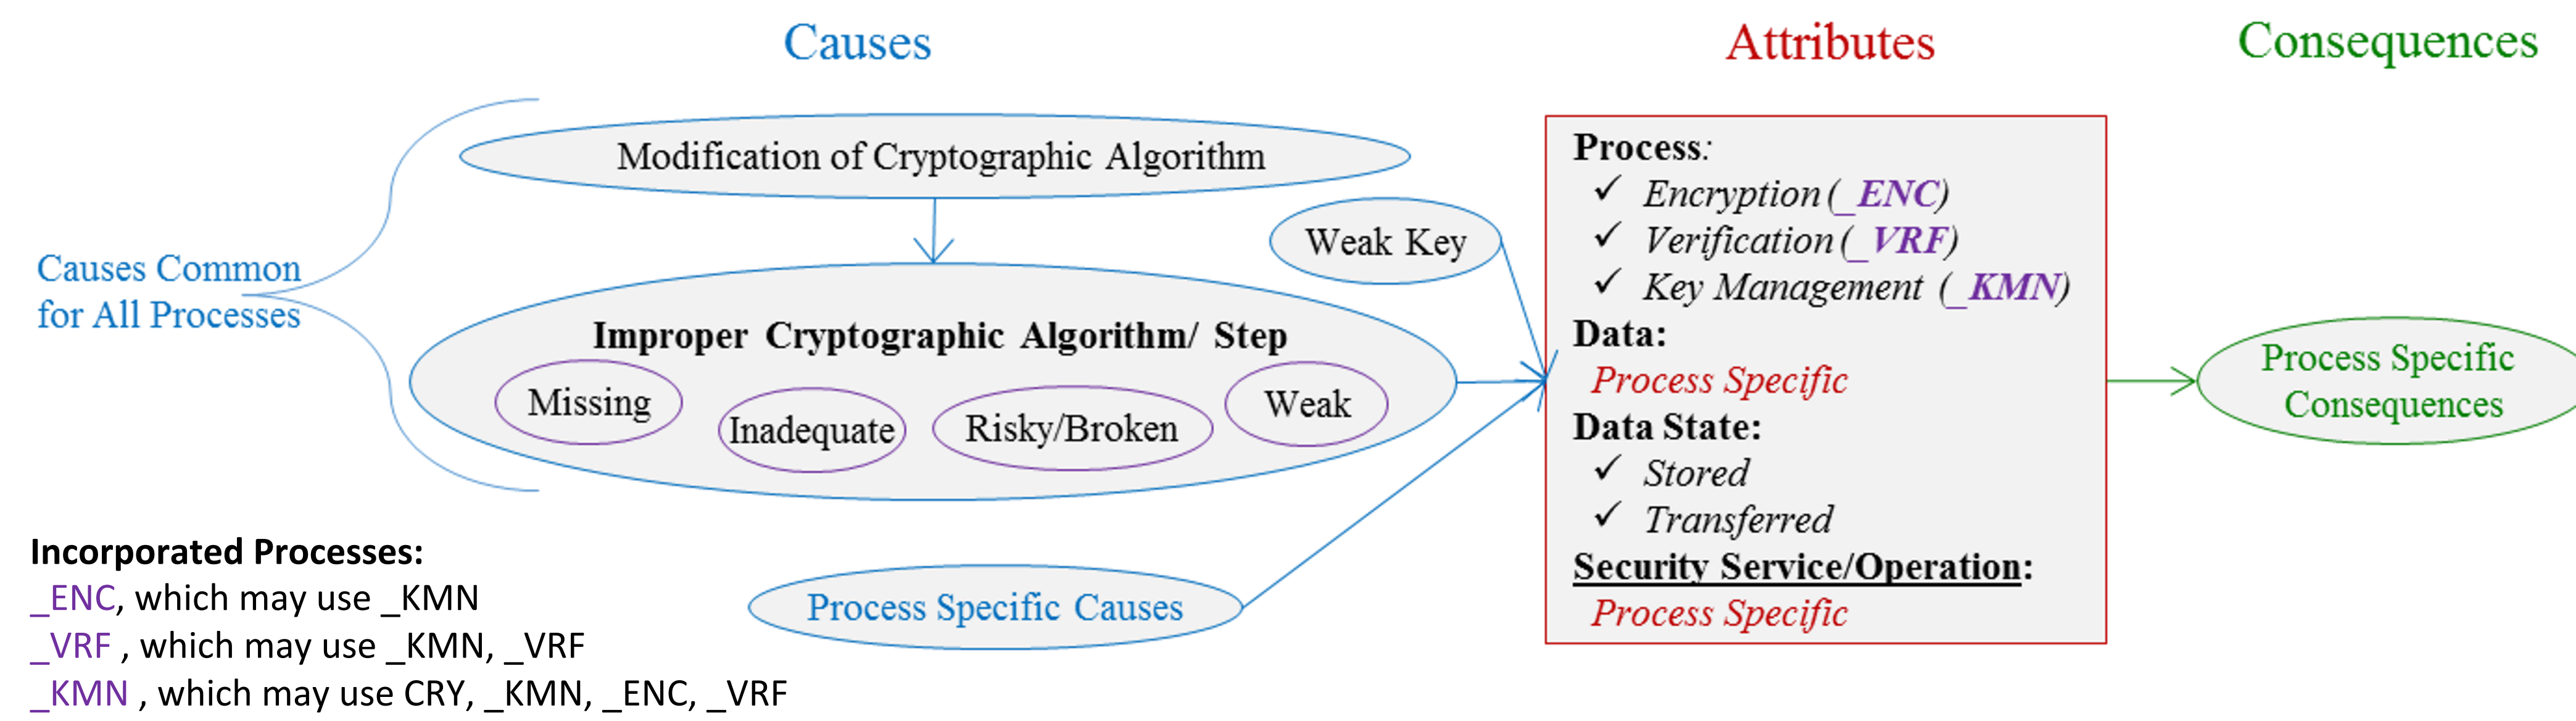 Causes
Attributes
Consequences
Modification of Cryptographic Algorithm
Weak Key
Causes Common
for All Processes
Improper Cryptographic Algorithm/ Step
Missing
Inadequate
Risky/Broken
Weak
Process Specific Causes
Process:
✓ Encryption (_ENC)
✓ Verification (_VRF)
✓ Key Management (_KMN)
Data:
Process Specific
Data State:
✓ Stored
✓ Transferred
Security Service/Operation:
Process Specific
Process Specific
Consequences
Incorporated Processes:
_ENC, which may use _KMN
_VRF , which may use _KMN, _VRF
_KMN , which may use CRY, _KMN, _ENC, _VRF